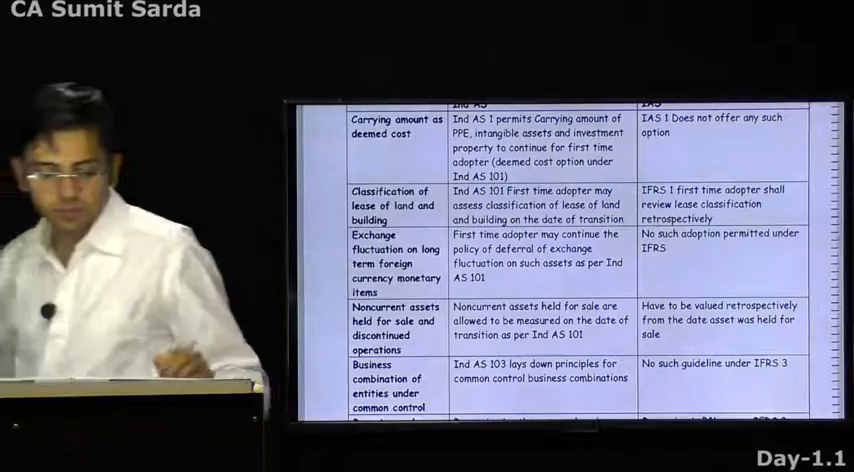 CA Sumit Sarda
Ind AS
IAS
Carrying amount as
deemed cost
Ind AS 1 permits Carrying amount of
PPE, intangible assets and investment
property to continue for first time
adopter (deemed cost option under
Ind AS 101)
IAS 1 Does not offer any such
option
Classification of
lease of land and
building
Ind AS 101 First time adopter may
assess classification of lease of land
and building on the date of transition
IFRS 1 first time adopter shall
review lease classification
retrospectively
Exchange
fluctuation on long
term foreign
currency monetary
items
First time adopter may continue the
policy of deferral of exchange
fluctuation on such assets as per Ind
AS 101
No such adoption permitted under
IFRS
Noncurrent assets
held for sale and
discontinued
operations
Noncurrent assets held for sale are
allowed to be measured on the date of
transition as per Ind AS 101
Have to be valued retrospectively
from the date asset was held for
sale
Business
combination of
entities under
common control
Ind AS 103 lays down principles for
common control business combinations
No such guideline under IFRS 3
Day-1.1